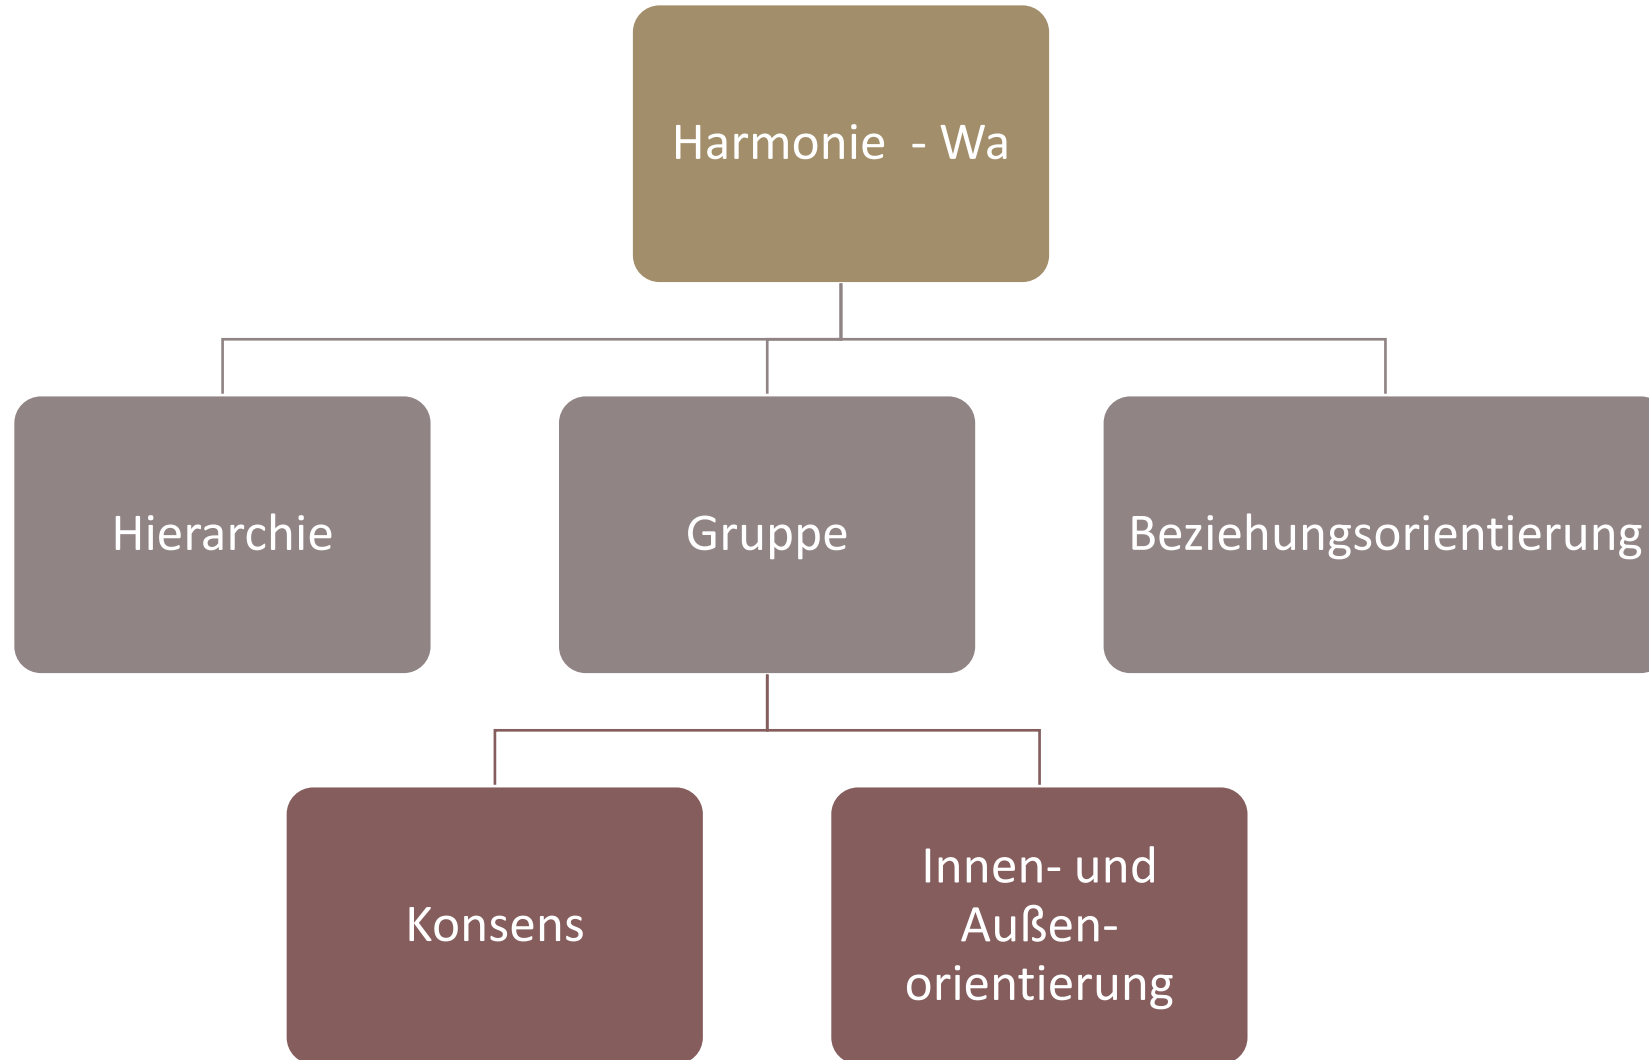 Harmonie  - Wa
Hierarchie
Gruppe
Beziehungsorientierung
Konsens
Innen- und
Außen-
orientierung